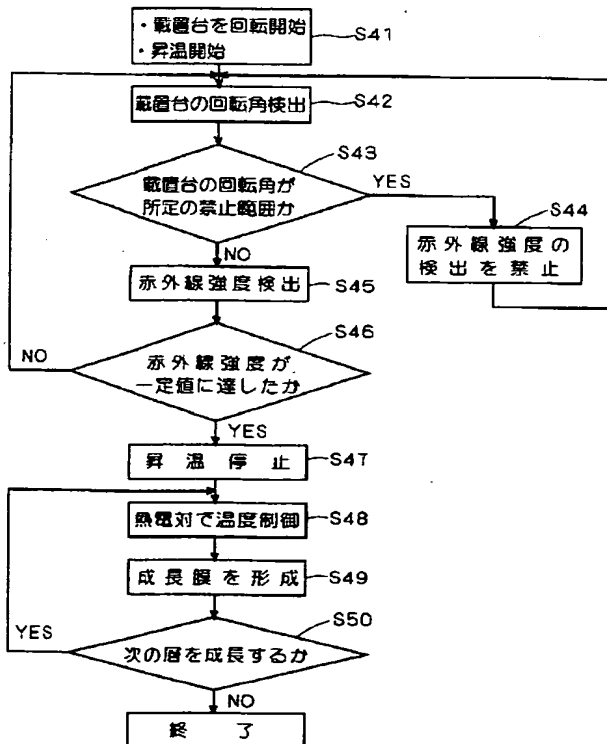 ・載置台を回転開始
・昇温開始
S41
載置台の回転角検出
S42
S43
載置台の回転角が
所定の禁止範囲か
YES
S44
赤外線強度の
検出を禁止
NO
赤外線強度検出
S45
S46
赤外線強度が
一定値に達したか
NO
YES
昇温停止
S47
熱電対で温度制御
S48
成長膜を形成
S49
S50
次の層を成長するか
YES
NO
終了